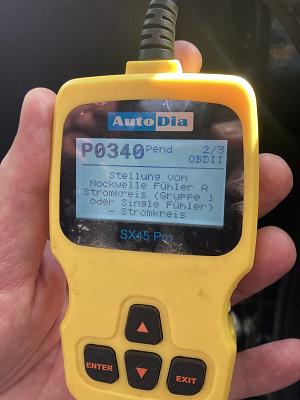 AutoDia
P0340 Pend 2/3
OBDII
Stellung von
Nockwelle Fühler A
Stromkreis (Gruppe 1
oder Single Fühler)
- Stromkreis
SX45 Pro
ENTER
EXIT